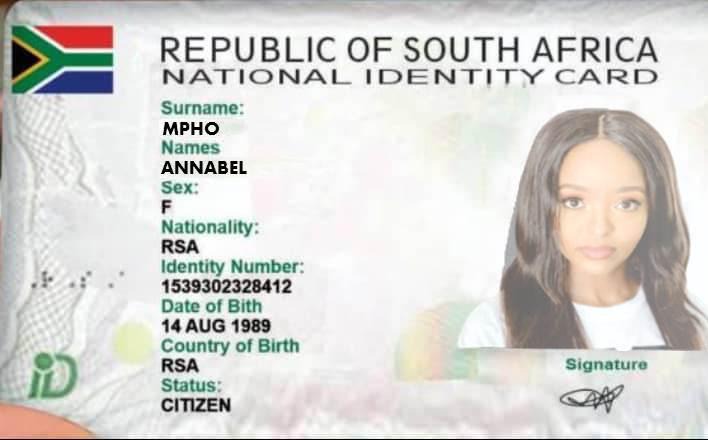 REPUBLIC OF SOUTH AFRICA
NATIONAL IDENTITY CARD
Surname:
MPHO
Names
ANNABEL
Sex:
F
Nationality:
RSA
Identity Number:
1539302328412
Date of Bith
14 AUG 1989
Country of Birth
RSA
Status:
CITIZEN
iD
Signature